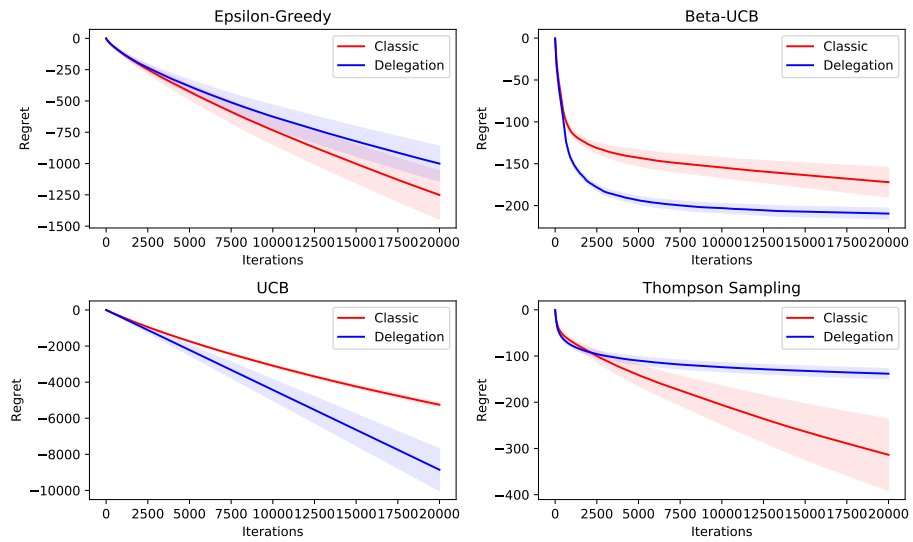 Epsilon-Greedy
0
−250
−500
−750
−1000
−1250
−1500
Regret
Classic
Delegation
0 2500 5000 7500 10000 12500 15000 17500 20000
Iterations
Beta-UCB
0
−50
−100
−150
−200
Regret
Classic
Delegation
0 2500 5000 7500 10000 12500 15000 17500 20000
Iterations
UCB
0
−2000
−4000
−6000
−8000
−10000
Regret
Classic
Delegation
0 2500 5000 7500 10000 12500 15000 17500 20000
Iterations
Thompson Sampling
0
−100
−200
−300
−400
Regret
Classic
Delegation
0 2500 5000 7500 10000 12500 15000 17500 20000
Iterations